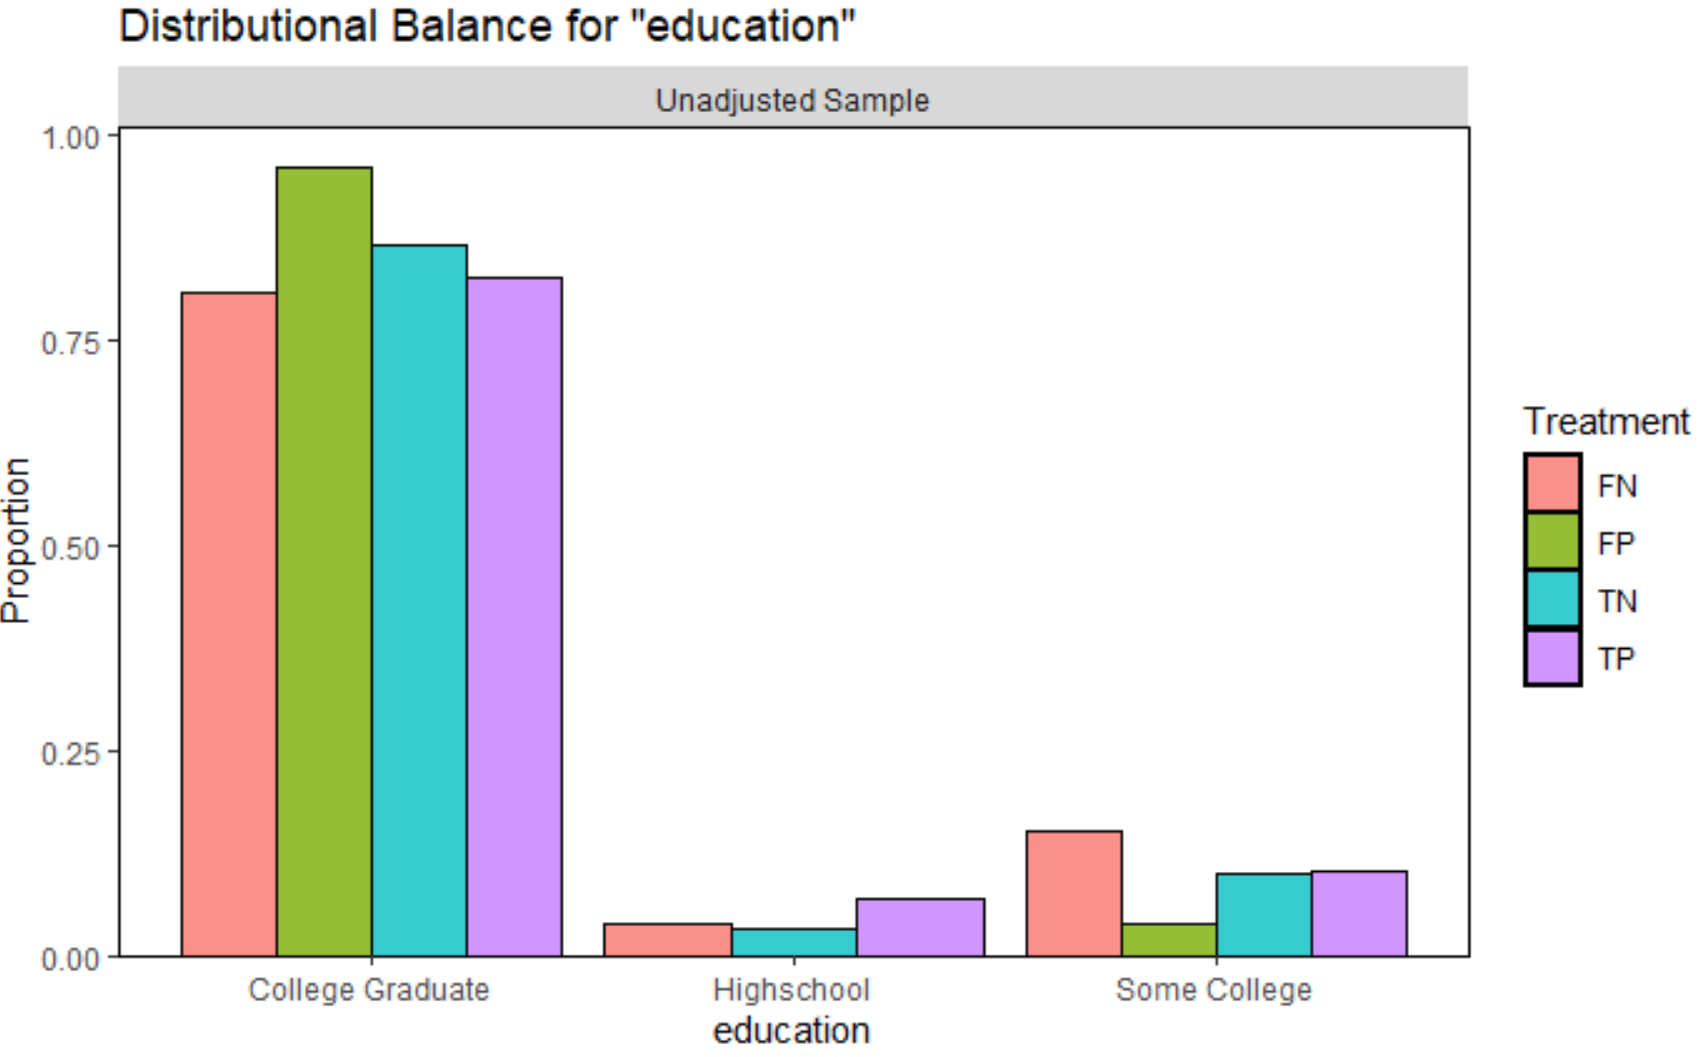 Distributional Balance for "education"
Unadjusted Sample
1.00
0.75
0.50
0.25
0.00
Proportion
College Graduate
Highschool
Some College
education
Treatment
FN
FP
TN
TP